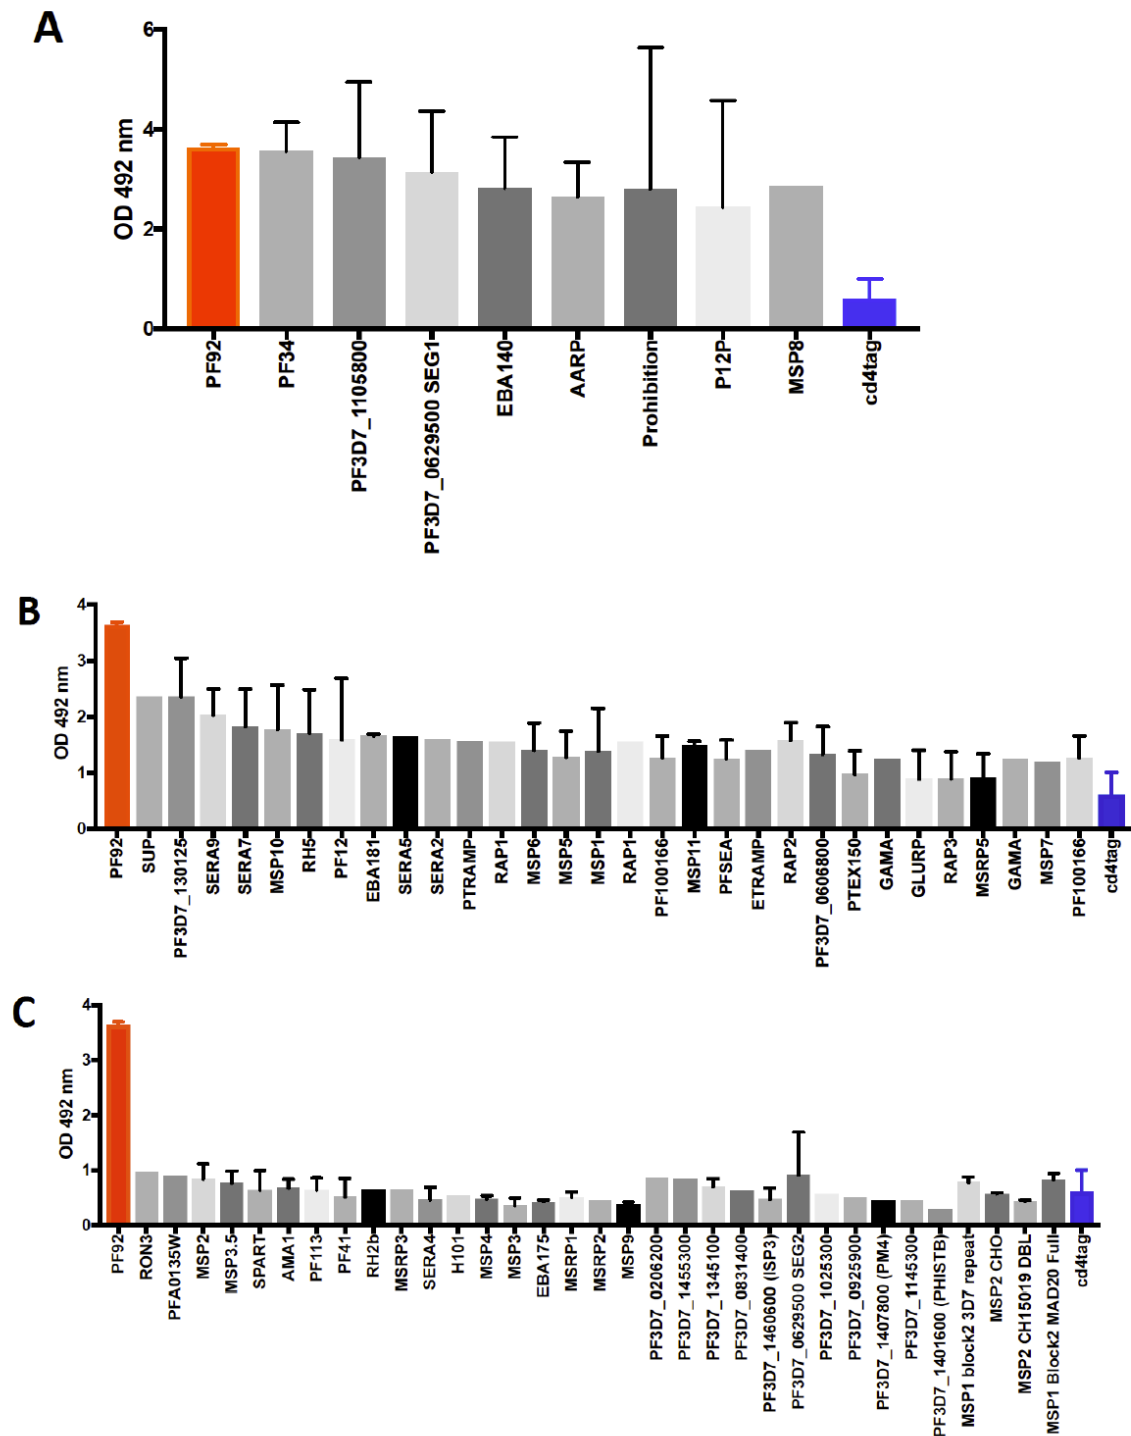 A
OD 492 nm
6
4
2
0
PF92
PF34
PF3D7_1105800
PF3D7_0629500 SEG1
EBA140
AARP
Prohibition
P12P
MSP8
cd4tag
B
OD 492 nm
4
3
2
1
0
PF92
SUP
PF3D7_130125
SERA9
SERA7
MSP10
RH5
PF12
EBA181
SERA5
SERA2
PTRAMP
RAP1
MSP6
MSP5
MSP1
RAP1
PF100166
MSP11
PFSEA
ETRAMP
RAP2
PF3D7_0606800
PTEX150
GAMA
GLURP
RAP3
MSRP5
GAMA
MSP7
PF100166
cd4tag
C
OD 492 nm
4
3
2
1
0
PF92
RON3
PFA0135W
MSP2
MSP3.5
SPART
AMA1
PF113
PF41
RH2b
MSRP3
SERA4
H101
MSP4
MSP3
EBA175
MSRP1
MSRP2
MSP9
PF3D7_0206200
PF3D7_1455300
PF3D7_1345100
PF3D7_0831400
PF3D7_1460600 (ISP3)
PF3D7_0629500 SEG2
PF3D7_1025300
PF3D7_0925900
PF3D7_1407800 (PM4)
PF3D7_1145300
PF3D7_1401600 (PHISTB)
MSP1 block2 3D7 repeat
MSP2 CHO
MSP2 CH15019 DBL
MSP1 Block2 MAD20 Full
cd4tag